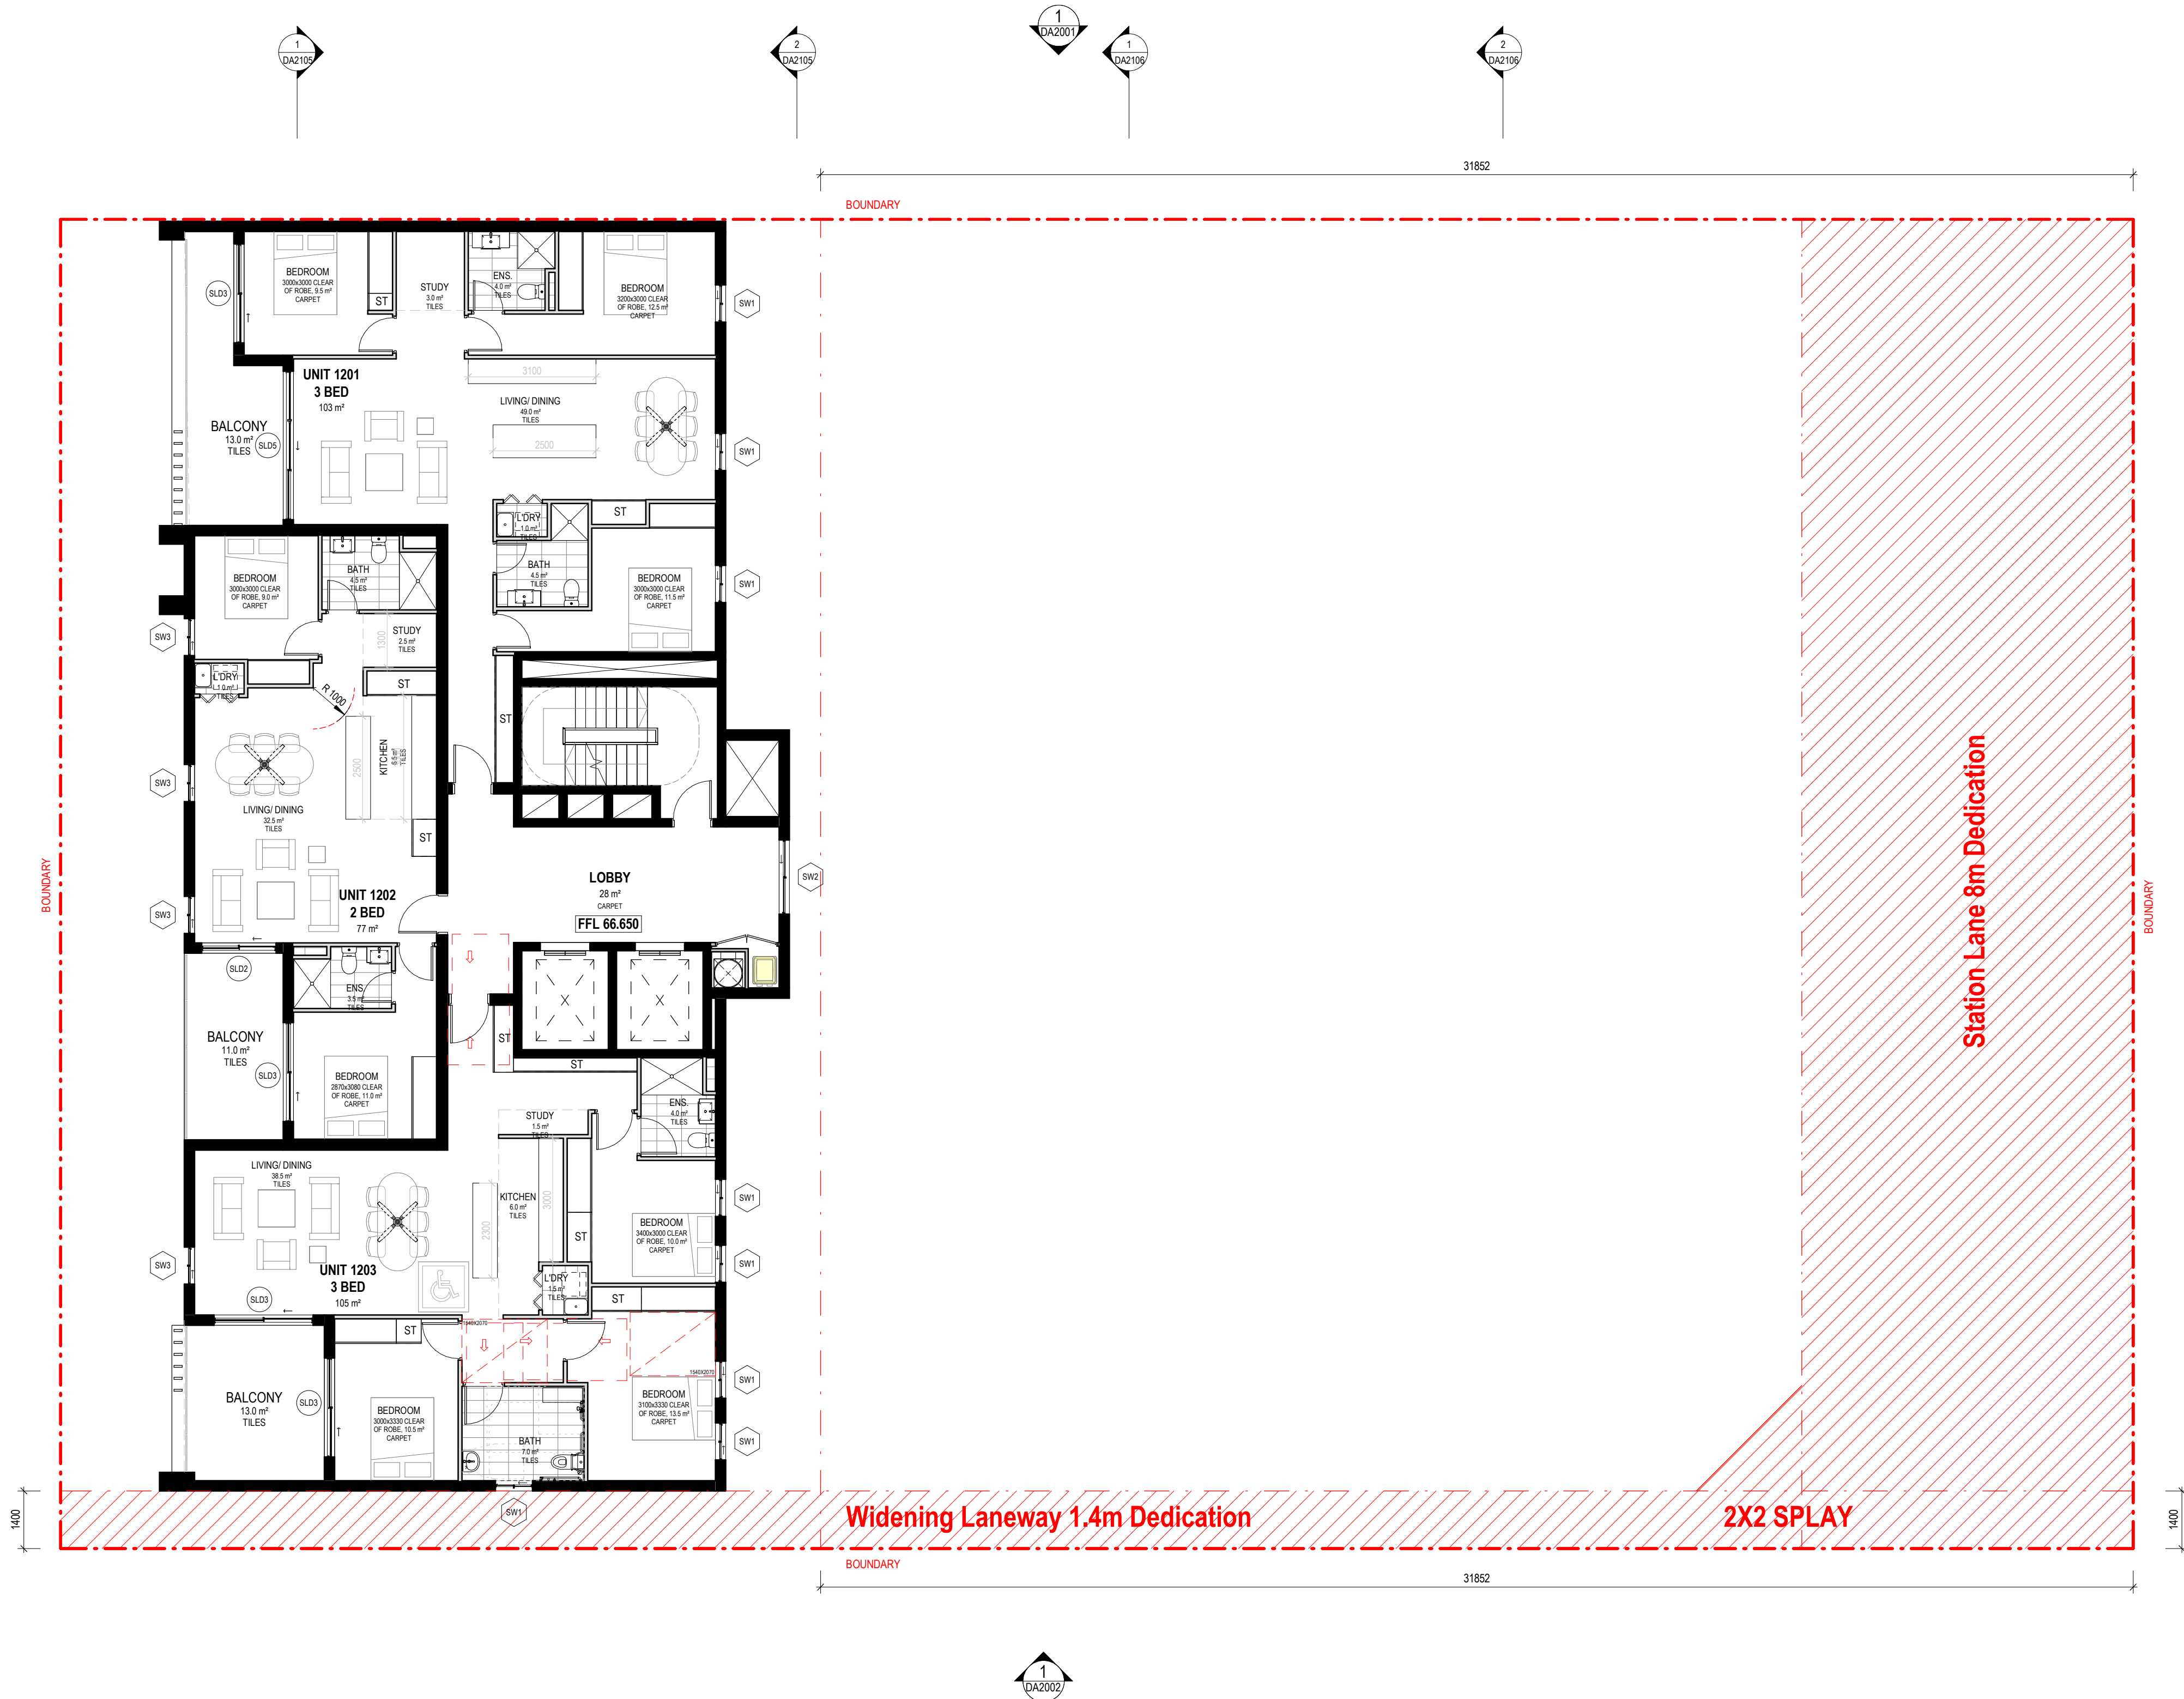 1
DA2105
2
DA2105
1
DA2001
1
DA2106
2
DA2106
31852
BOUNDARY
BEDROOM
3000x3000 CLEAR
OF ROBE, 9.5 m²
CARPET
ST
SLD3
STUDY
3.0 m²
TILES
ENS.
4.0 m²
TILES
BEDROOM
3200x3000 CLEAR
OF ROBE, 12.5 m²
CARPET
SW1
UNIT 1201
3 BED
103 m²
3100
LIVING/ DINING
49.0 m²
TILES
2500
BALCONY
13.0 m²
TILES
SLD5
SW1
L'DRY
1.0 m²
TILES
ST
BATH
4.5 m²
TILES
BEDROOM
3000x3000 CLEAR
OF ROBE, 11.5 m²
CARPET
SW1
BEDROOM
3000x3000 CLEAR
OF ROBE, 9.0 m²
CARPET
BATH
4.5 m²
TILES
STUDY
2.5 m²
TILES
1300
SW3
L'DRY
1.0 m²
TILES
R 1000
ST
ST
KITCHEN
6.5 m²
TILES
2500
SW3
LIVING/ DINING
32.5 m²
TILES
ST
SW3
UNIT 1202
2 BED
77 m²
LOBBY
28 m²
CARPET
FFL 66.650
SW2
BOUNDARY
Station Lane 8m Dedication
BOUNDARY
SLD2
ENS.
3.5 m²
TILES
BALCONY
11.0 m²
TILES
SLD3
BEDROOM
2870x3080 CLEAR
OF ROBE, 11.0 m²
CARPET
ST
ST
STUDY
1.5 m²
TILES
ENS.
4.0 m²
TILES
LIVING/ DINING
38.5 m²
TILES
KITCHEN
6.0 m²
TILES
3000
2300
SW1
BEDROOM
3400x3000 CLEAR
OF ROBE, 10.0 m²
CARPET
ST
SW1
SW3
UNIT 1203
3 BED
105 m²
SLD3
L'DRY
1.5 m²
TILES
ST
ST
1540X2070
1540X2070
SW1
BALCONY
13.0 m²
TILES
SLD3
BEDROOM
3000x3330 CLEAR
OF ROBE, 10.5 m²
CARPET
BATH
7.0 m²
TILES
BEDROOM
3100x3330 CLEAR
OF ROBE, 13.5 m²
CARPET
SW1
SW1
1400
Widening Laneway 1.4m Dedication
2X2 SPLAY
1400
BOUNDARY
31852
1
DA2002